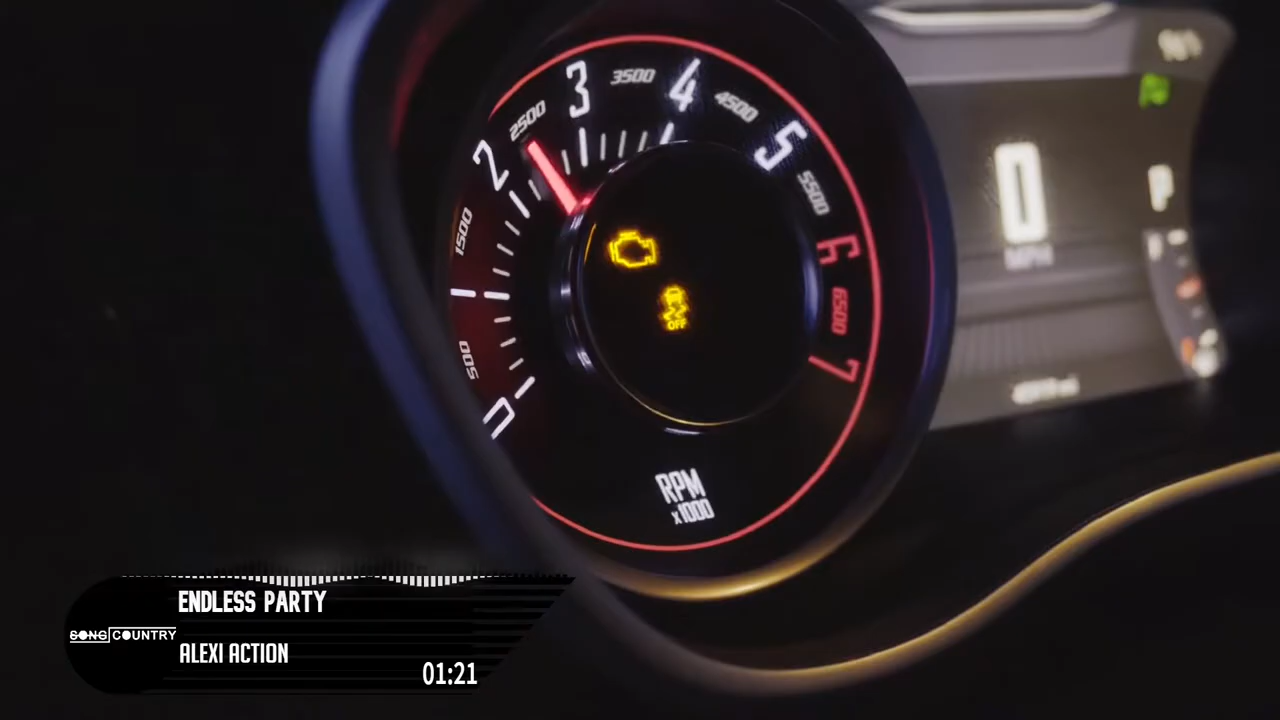 0
500
1500
2
2500
3
3500
4
4500
5
5500
6
6500
7
RPM
x1000
OFF
0
MPH
P
ENDLESS PARTY
SONG COUNTRY
ALEXI ACTION
01:21